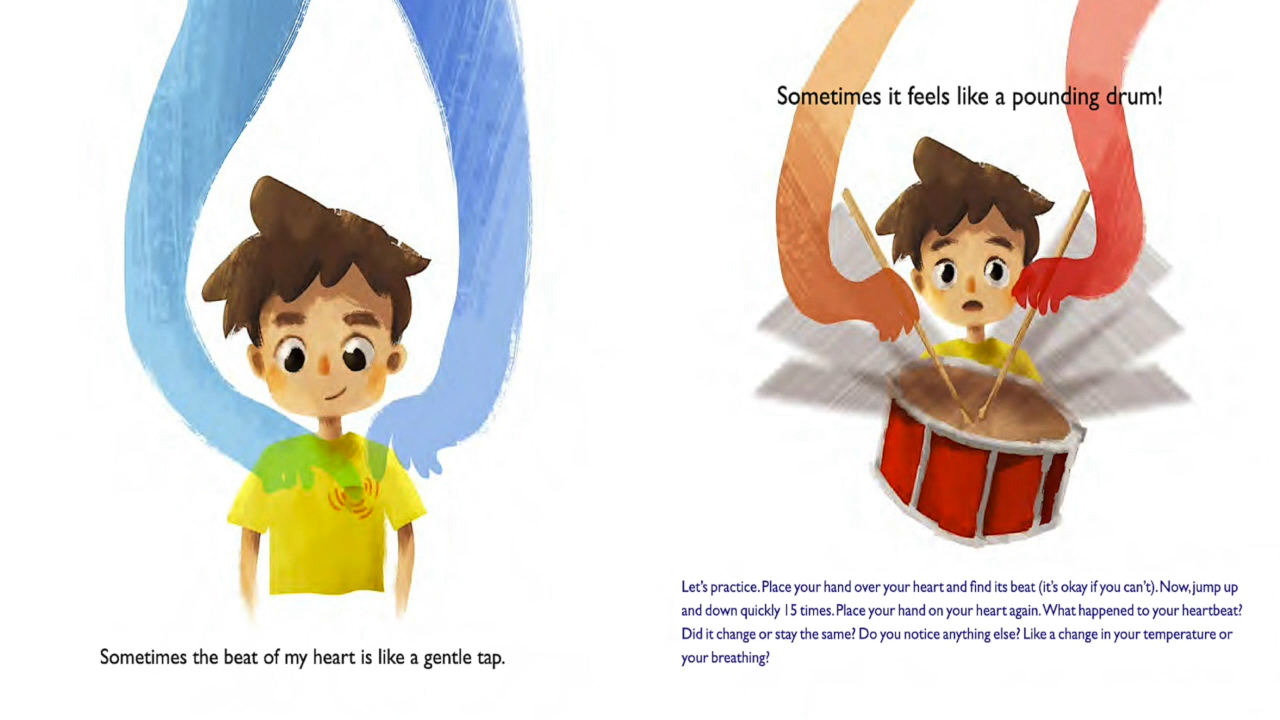 Sometimes the beat of my heart is like a gentle tap.
Sometimes it feels like a pounding drum!
Let's practice. Place your hand over your heart and find its beat (it's okay if you can't). Now, jump up
and down quickly 15 times. Place your hand on your heart again. What happened to your heartbeat?
Did it change or stay the same? Do you notice anything else? Like a change in your temperature or
your breathing?